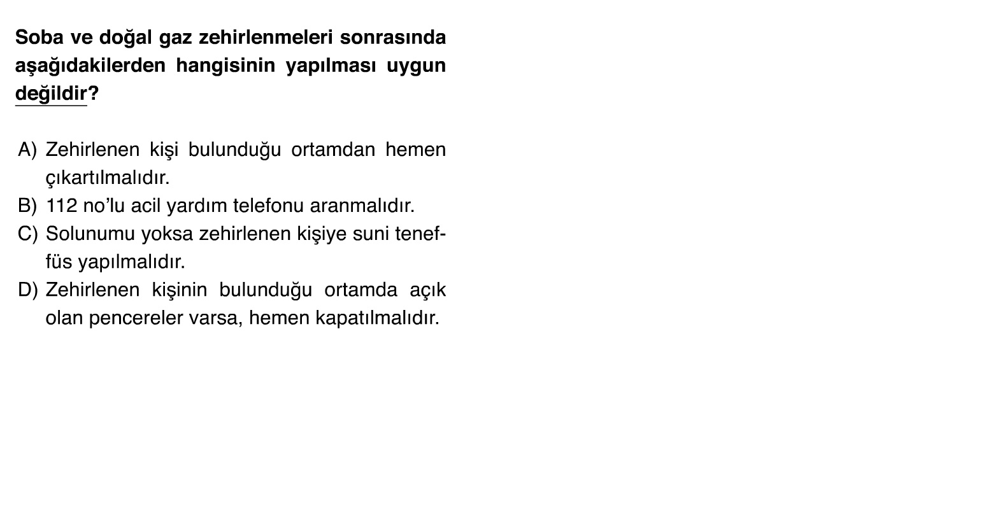 Soba ve doğal gaz zehirlenmeleri sonrasında
aşağıdakilerden hangisinin yapılması uygun
değildir?
A) Zehirlenen kişi bulunduğu ortamdan hemen
çıkartılmalıdır.
B) 112 no’lu acil yardım telefonu aranmalıdır.
C) Solunumu yoksa zehirlenen kişiye suni tenef-
füs yapılmalıdır.
D) Zehirlenen kişinin bulunduğu ortamda açık
olan pencereler varsa, hemen kapatılmalıdır.